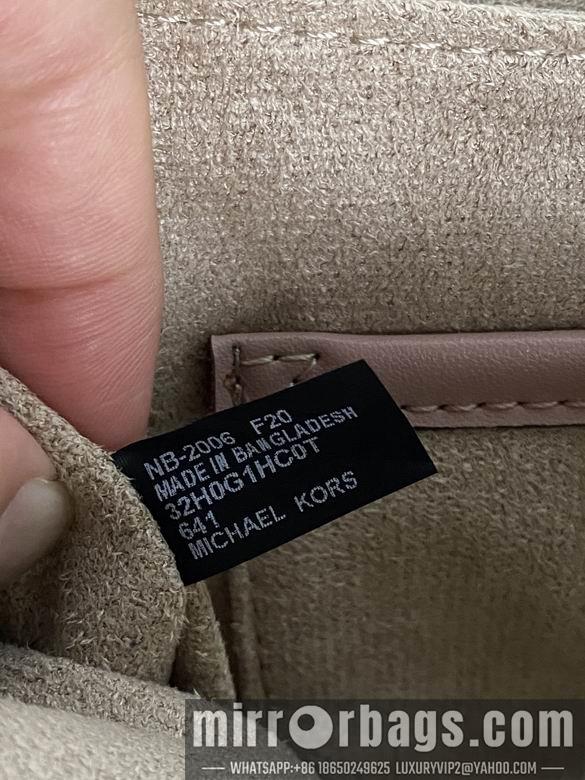 NB-2006 F20
MADE IN BANGLADESH
32H0G1HC0T
641
MICHAEL KORS
mirrorbags.com
WHATSAPP:+86 18650249625 LUXURYVIP2@YAHOO.COM